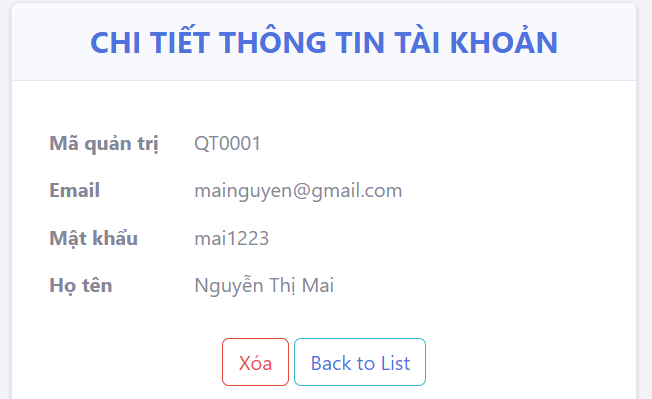 CHI TIẾT THÔNG TIN TÀI KHOẢN
Mã quản trị QT0001
Email mainguyen@gmail.com
Mật khẩu mai1223
Họ tên Nguyễn Thị Mai
Xóa Back to List